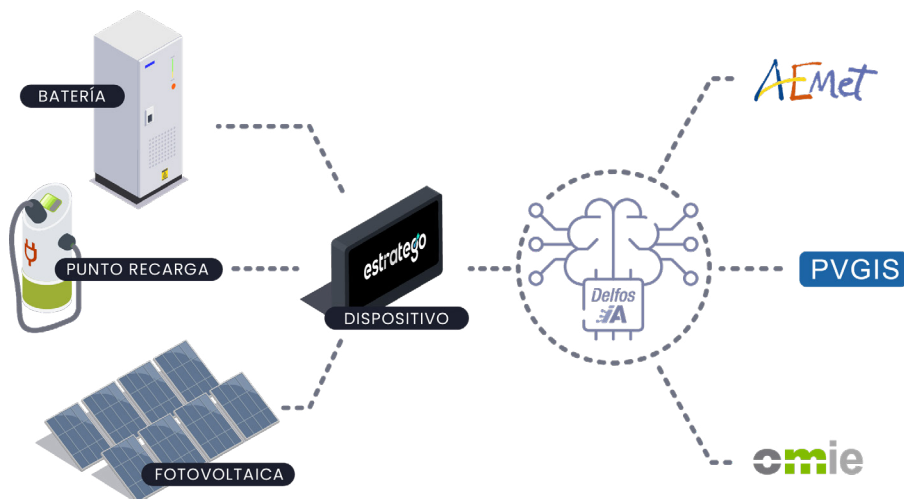 BATERÍA
AEMet
PUNTO RECARGA
estratego
DISPOSITIVO
Delfos
iA
PVGIS
FOTOVOLTAICA
omie